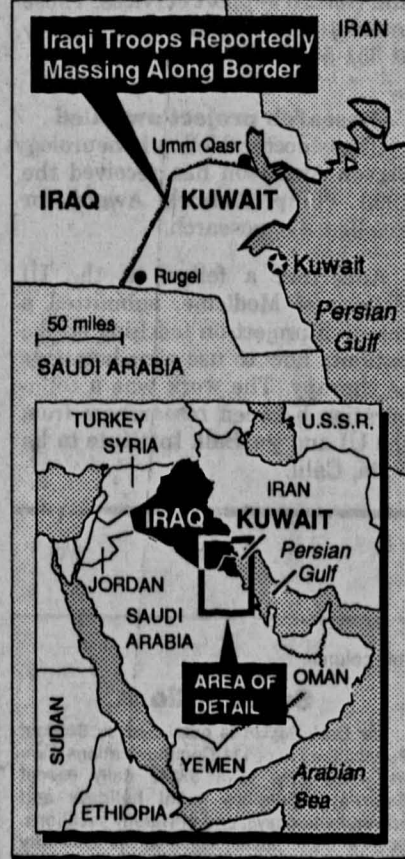 Iraqi Troops Reportedly
Massing Along Border
IRAN
Umm Qasr
IRAQ
KUWAIT
Kuwait
Rugel
Persian
Gulf
50 miles
SAUDI ARABIA
TURKEY
U.S.S.R.
SYRIA
IRAN
IRAQ
KUWAIT
Persian
Gulf
JORDAN
SAUDI
ARABIA
AREA OF
DETAIL
OMAN
SUDAN
YEMEN
Arabian
Sea
ETHIOPIA